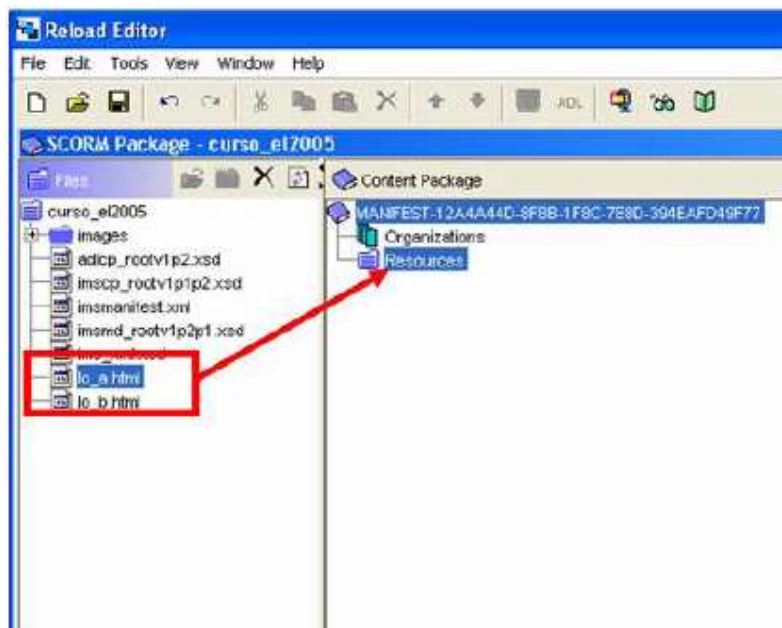 Reload Editor
File Edit Tools View Window Help
ADL
SCORM Package - curso_el2005
Files
Content Package
curso_el2005
images
adlcp_rootv1p2.xsd
imscp_rootv1p1p2.xsd
imsmanifest.xml
imsmd_rootv1p2p1.xsd
lo_a.html
lo_b.html
MANIFEST-12A4A44D-9F8B-1F8C-7E8D-394EAFD49F77
Organizations
Resources